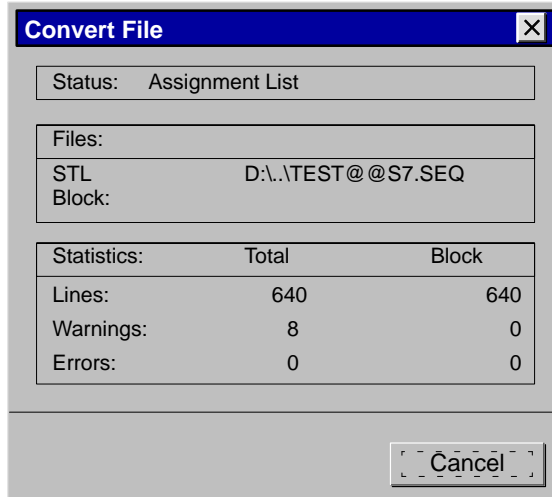 Convert File
Status: Assignment List
Files:
STL D:\..\TEST@@S7.SEQ
Block:
Statistics: Total Block
Lines: 640 640
Warnings: 8 0
Errors: 0 0
Cancel